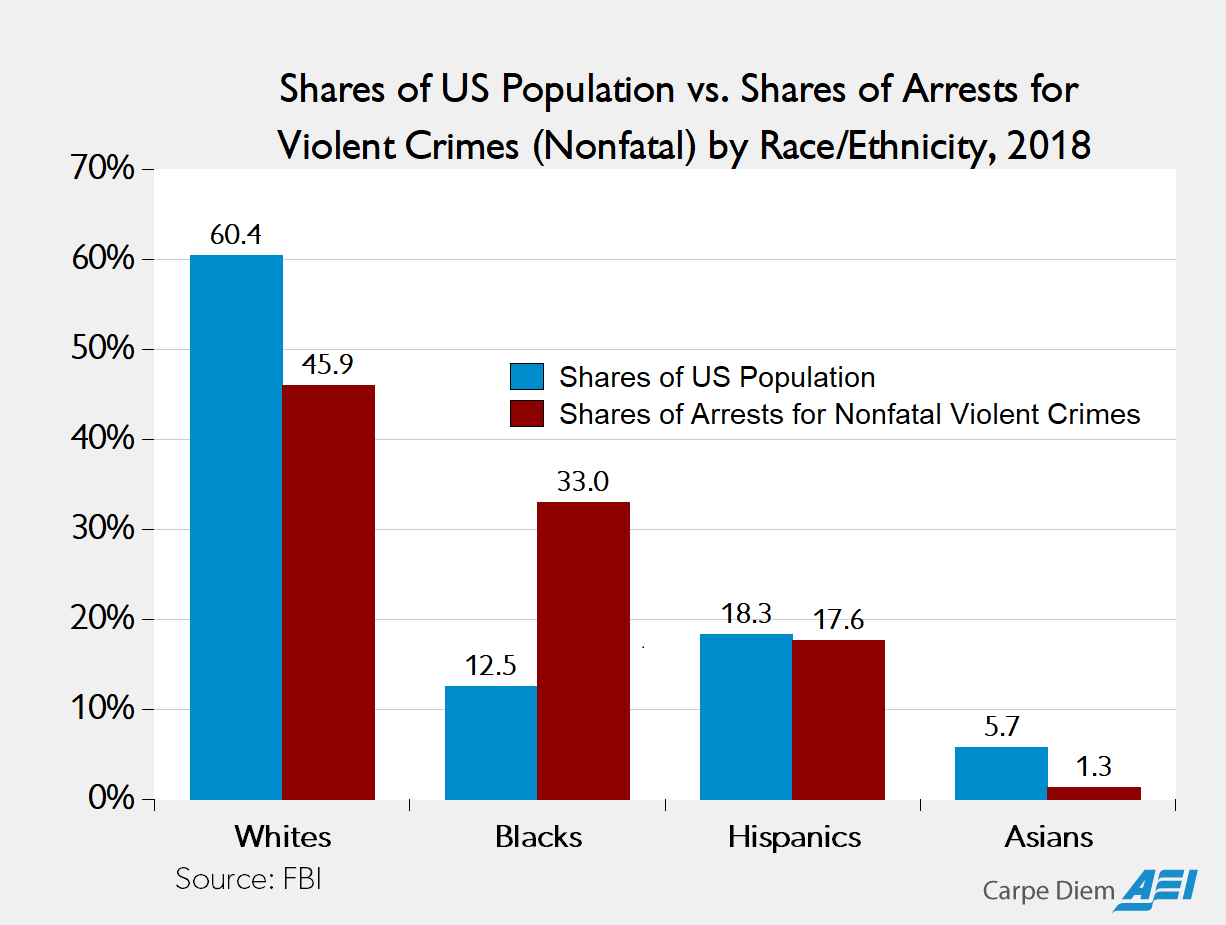 Shares of US Population vs. Shares of Arrests for
Violent Crimes (Nonfatal) by Race/Ethnicity, 2018
70%
60%
50%
40%
30%
20%
10%
0%
60.4
45.9
12.5
33.0
18.3
17.6
5.7
1.3
Shares of US Population
Shares of Arrests for Nonfatal Violent Crimes
Whites
Blacks
Hispanics
Asians
Source: FBI
Carpe Diem AEI